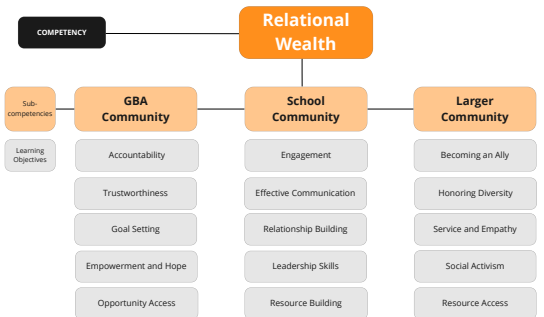 Relational
Wealth
COMPETENCY
Sub-
competencies
GBA
Community
School
Community
Larger
Community
Learning
Objectives
Accountability
Engagement
Becoming an Ally
Trustworthiness
Effective Communication
Honoring Diversity
Goal Setting
Relationship Building
Service and Empathy
Empowerment and Hope
Leadership Skills
Social Activism
Opportunity Access
Resource Building
Resource Access